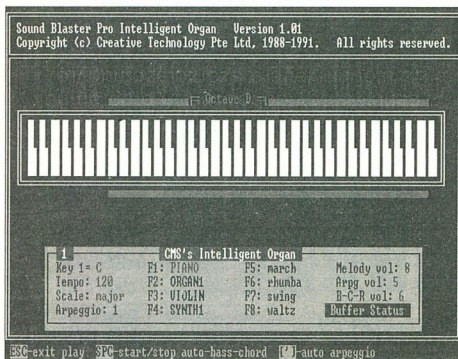 Sound Blaster Pro Intelligent Organ Version 1.01
Copyright (c) Creative Technology Pte Ltd, 1988-1991. All rights reserved.
Octave D
1 CMS's Intelligent Organ
Key 1= C F1: PIANO F5: march Melody vol: 8
Tempo: 120 F2: ORGAN1 F6: rhumba Arpg vol: 5
Scale: major F3: VIOLIN F7: swing B-C-R vol: 6
Arpeggio: 1 F4: SYNTH1 F8: waltz Buffer Status
ESC-exit play SPC-start/stop auto-bass-chord [']-auto arpeggio